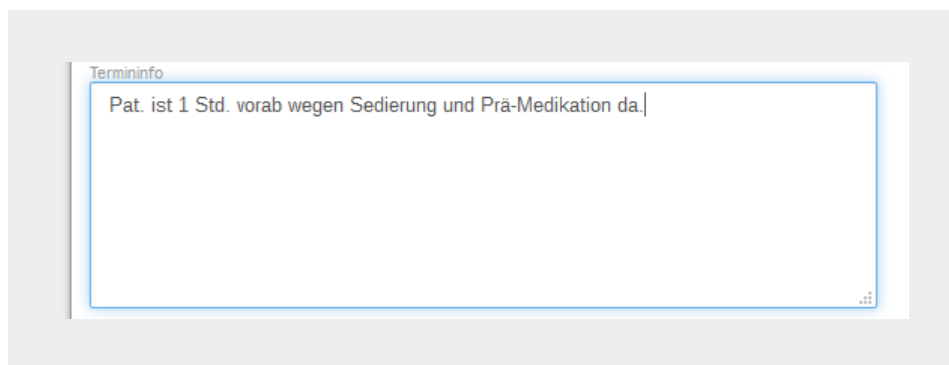 Termininfo
Pat. ist 1 Std. vorab wegen Sedierung und Prä-Medikation da.